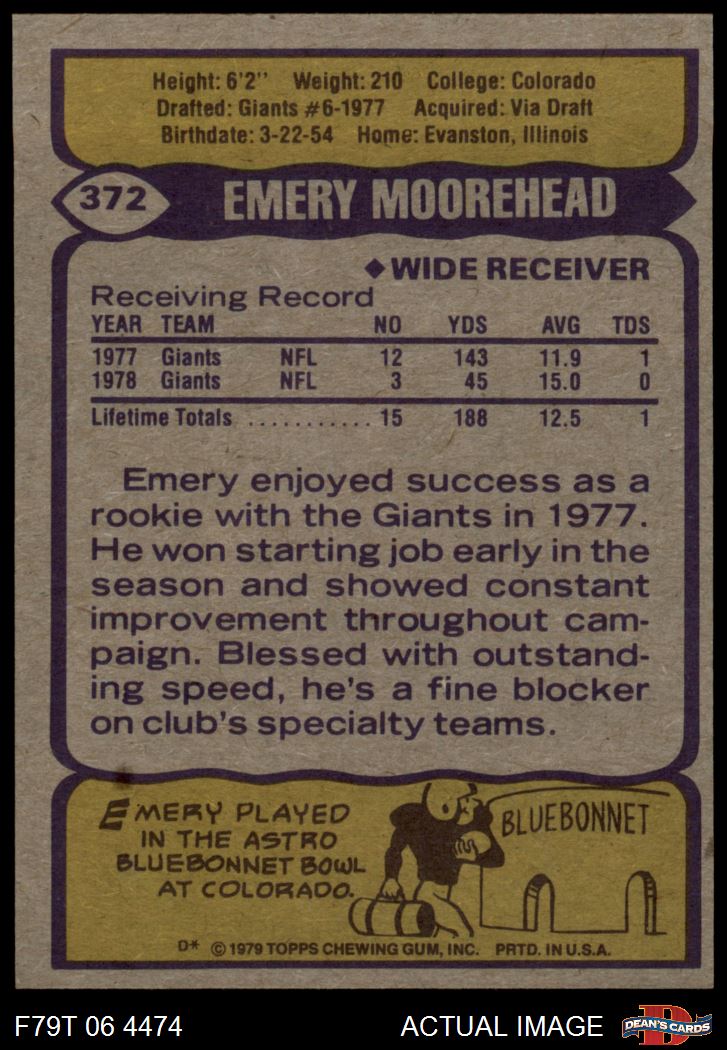 Height: 6'2'' Weight: 210 College: Colorado
Drafted: Giants #6-1977 Acquired: Via Draft
Birthdate: 3-22-54 Home: Evanston, Illinois
372 EMERY MOOREHEAD
◆WIDE RECEIVER
Receiving Record
YEAR TEAM NO YDS AVG TDS
1977 Giants NFL 12 143 11.9 1
1978 Giants NFL 3 45 15.0 0
Lifetime Totals ........... 15 188 12.5 1
Emery enjoyed success as a
rookie with the Giants in 1977.
He won starting job early in the
season and showed constant
improvement throughout cam-
paign. Blessed with outstand-
ing speed, he's a fine blocker
on club's specialty teams.
EMERY PLAYED
IN THE ASTRO
BLUEBONNET BOWL
AT COLORADO.
BLUEBONNET
D* © 1979 TOPPS CHEWING GUM, INC. PRTD. IN U.S.A.
F79T 06 4474 ACTUAL IMAGE
D
DEAN'S CARDS